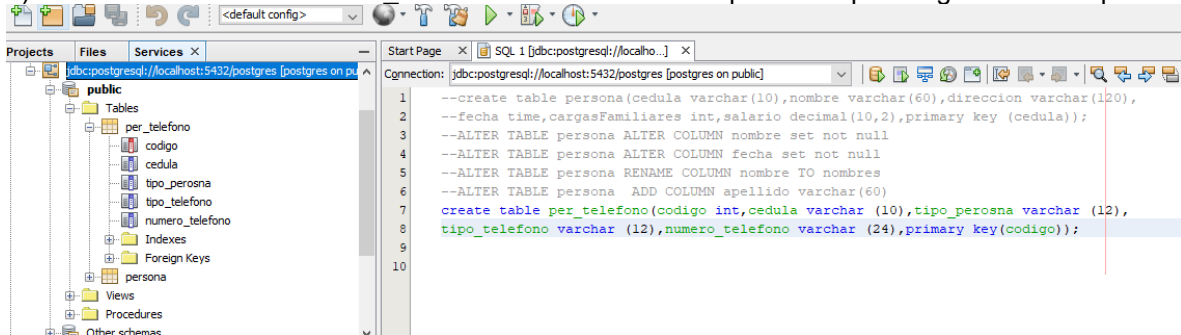 <default config>
Projects Files Services
jdbc:postgresql://localhost:5432/postgres [postgres on pu
public
Tables
per_telefono
codigo
cedula
tipo_perosna
tipo_telefono
numero_telefono
Indexes
Foreign Keys
persona
Views
Procedures
Other schemas
Start Page SQL 1 [jdbc:postgresql://localho...]
Connection: jdbc:postgresql://localhost:5432/postgres [postgres on public]
1 --create table persona(cedula varchar(10),nombre varchar(60),direccion varchar(120),
2 --fecha time,cargasFamiliares int,salario decimal(10,2),primary key (cedula));
3 --ALTER TABLE persona ALTER COLUMN nombre set not null
4 --ALTER TABLE persona ALTER COLUMN fecha set not null
5 --ALTER TABLE persona RENAME COLUMN nombre TO nombres
6 --ALTER TABLE persona  ADD COLUMN apellido varchar(60)
7 create table per_telefono(codigo int,cedula varchar (10),tipo_perosna varchar (12),
8 tipo_telefono varchar (12),numero_telefono varchar (24),primary key(codigo));
9
10